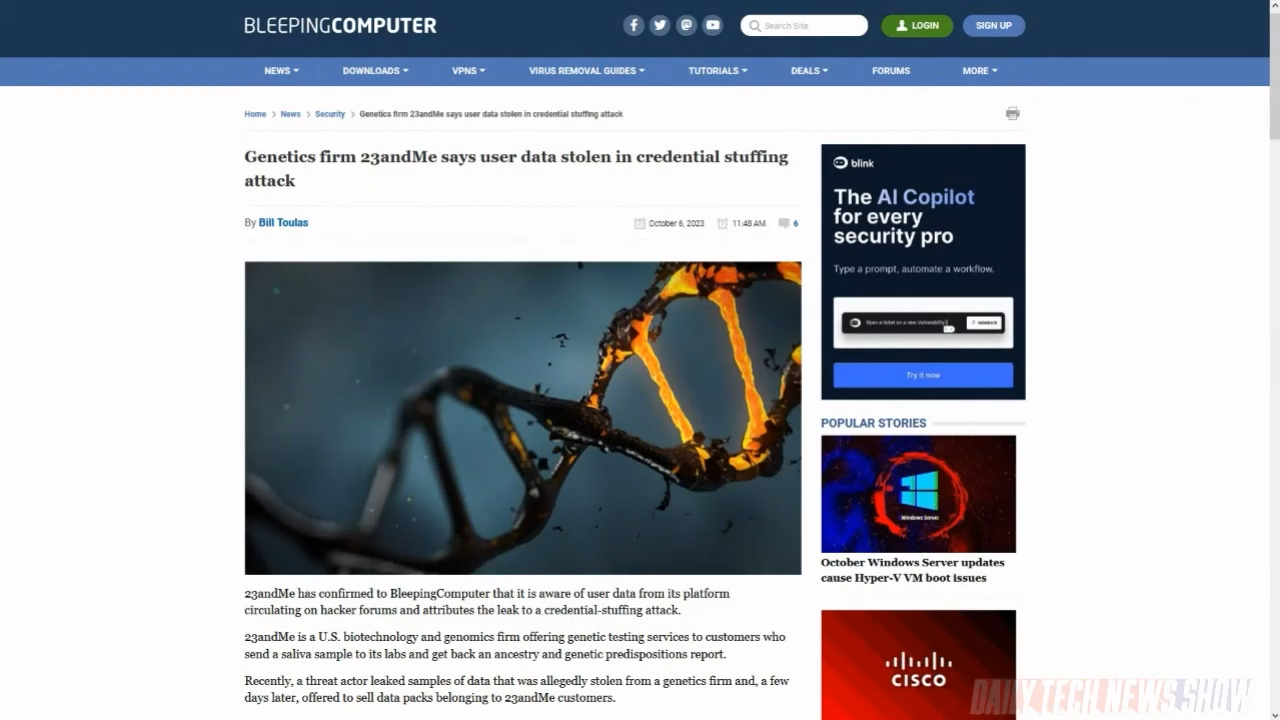 BLEEPINGCOMPUTER
Search Site
LOGIN
SIGN UP
NEWS
DOWNLOADS
VPNS
VIRUS REMOVAL GUIDES
TUTORIALS
DEALS
FORUMS
MORE
Home > News > Security > Genetics firm 23andMe says user data stolen in credential stuffing attack
Genetics firm 23andMe says user data stolen in credential stuffing
attack
By Bill Toulas
October 6, 2023
11:48 AM
6
23andMe has confirmed to BleepingComputer that it is aware of user data from its platform
circulating on hacker forums and attributes the leak to a credential-stuffing attack.
23andMe is a U.S. biotechnology and genomics firm offering genetic testing services to customers who
send a saliva sample to its labs and get back an ancestry and genetic predispositions report.
Recently, a threat actor leaked samples of data that was allegedly stolen from a genetics firm and, a few
days later, offered to sell data packs belonging to 23andMe customers.
blink
The AI Copilot
for every
security pro
Type a prompt, automate a workflow.
Open a ticket on a new Vulnerability
GENERATE
Try it now
POPULAR STORIES
Windows Server
October Windows Server updates
cause Hyper-V VM boot issues
CISCO
DAILY TECH NEWS SHOW